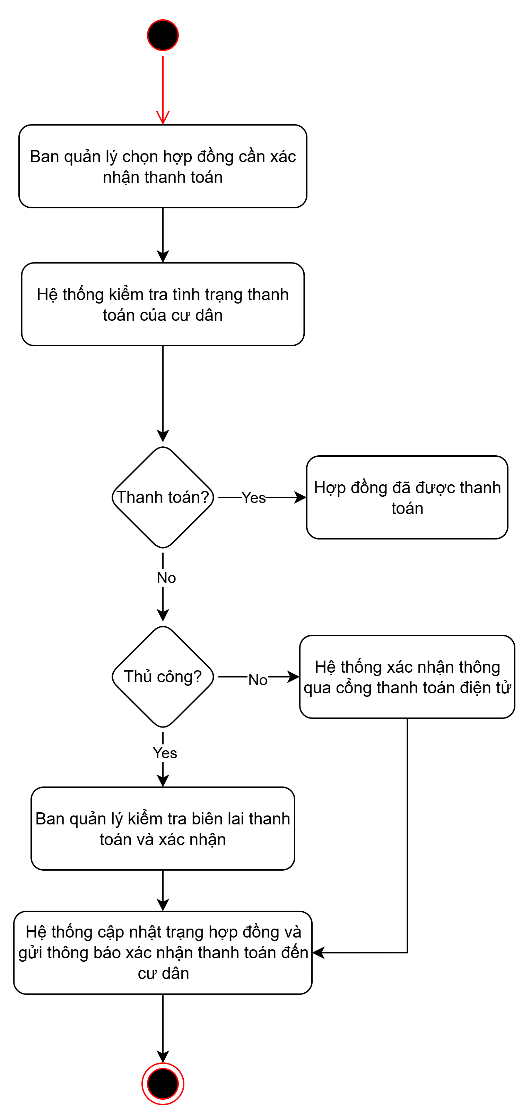 Ban quản lý chọn hợp đồng cần xác
nhận thanh toán
Hệ thống kiểm tra tình trạng thanh
toán của cư dân
Thanh toán?
Yes
Hợp đồng đã được thanh
toán
No
Thủ công?
No
Hệ thống xác nhận thông
qua cổng thanh toán điện tử
Yes
Ban quản lý kiểm tra biên lai thanh
toán và xác nhận
Hệ thống cập nhật trạng hợp đồng và
gửi thông báo xác nhận thanh toán đến
cư dân